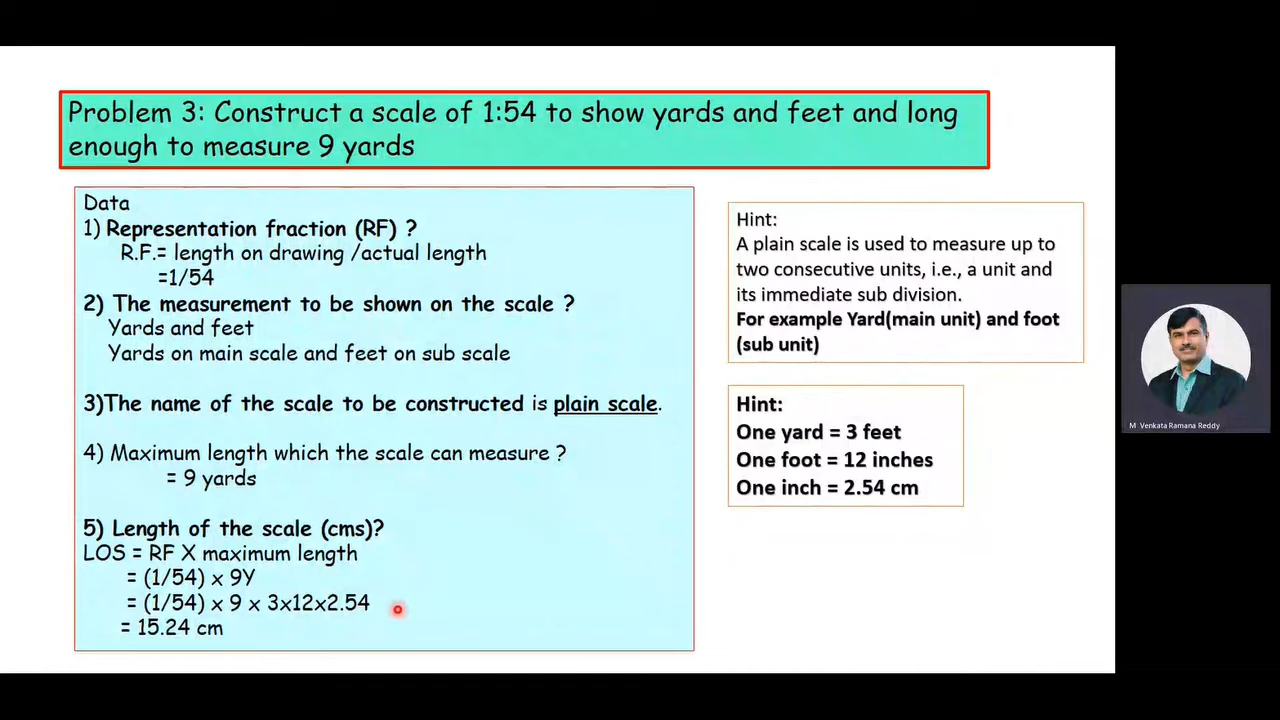 Problem 3: Construct a scale of 1:54 to show yards and feet and long
enough to measure 9 yards
Data
1) Representation fraction (RF) ?
R.F.= length on drawing /actual length
=1/54
2) The measurement to be shown on the scale ?
Yards and feet
Yards on main scale and feet on sub scale
3)The name of the scale to be constructed is plain scale.
4) Maximum length which the scale can measure ?
= 9 yards
5) Length of the scale (cms)?
LOS = RF X maximum length
= (1/54) x 9Y
= (1/54) x 9 x 3x12x2.54
= 15.24 cm
Hint:
A plain scale is used to measure up to
two consecutive units, i.e., a unit and
its immediate sub division.
For example Yard(main unit) and foot
(sub unit)
Hint:
One yard = 3 feet
One foot = 12 inches
One inch = 2.54 cm
M Venkata Ramana Reddy